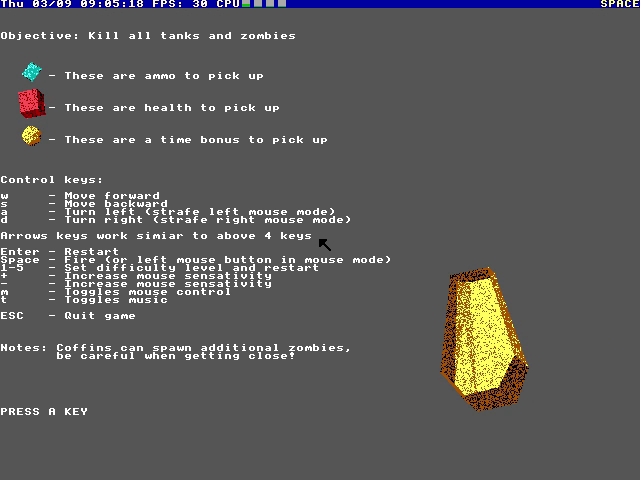 Thu 03/09 09:05:18 FPS: 30 CPU SPACE
Objective: Kill all tanks and zombies
- These are ammo to pick up
- These are health to pick up
- These are a time bonus to pick up
Control keys:
w - Move forward
s - Move backward
a - Turn left (strafe left mouse mode)
d - Turn right (strafe right mouse mode)
Arrows keys work simiar to above 4 keys
Enter - Restart
Space - Fire (or left mouse button in mouse mode)
1-5 - Set difficulty level and restart
+ - Increase mouse sensativity
- - Increase mouse sensativity
m - Toggles mouse control
t - Toggles music
ESC - Quit game
Notes: Coffins can spawn additional zombies,
be careful when getting close!
PRESS A KEY